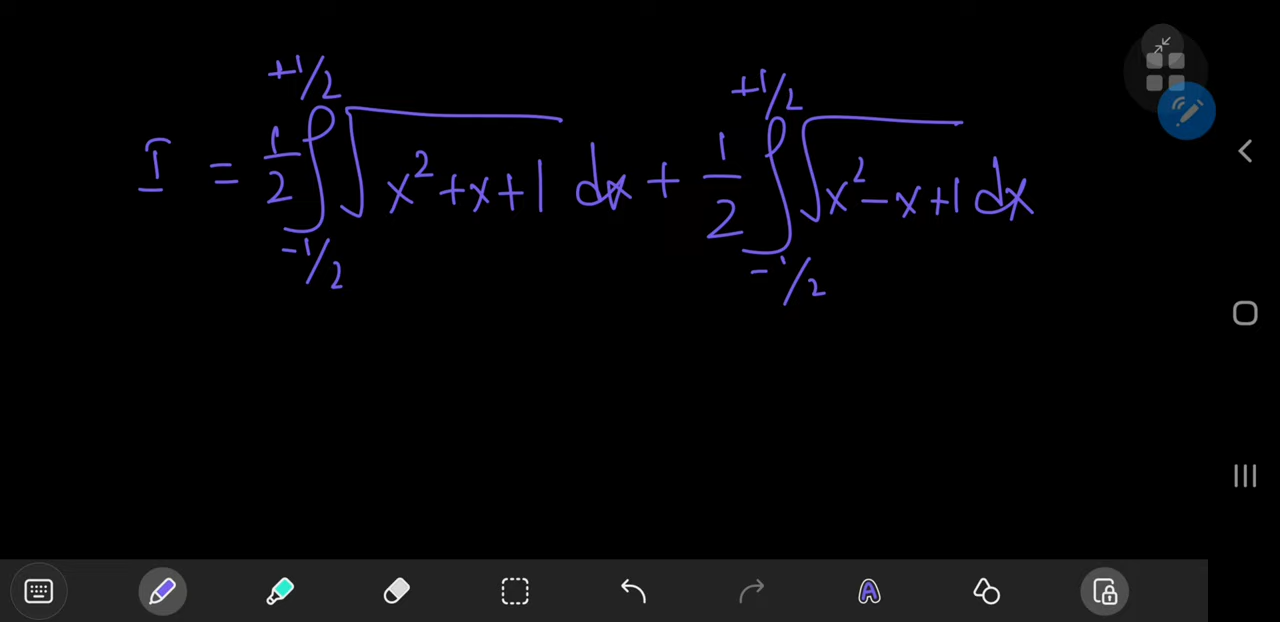 I = 1/2 ∫_{-1/2}^{+1/2} √(x² + x + 1) dx + 1/2 ∫_{-1/2}^{+1/2} √(x² - x + 1) dx
A